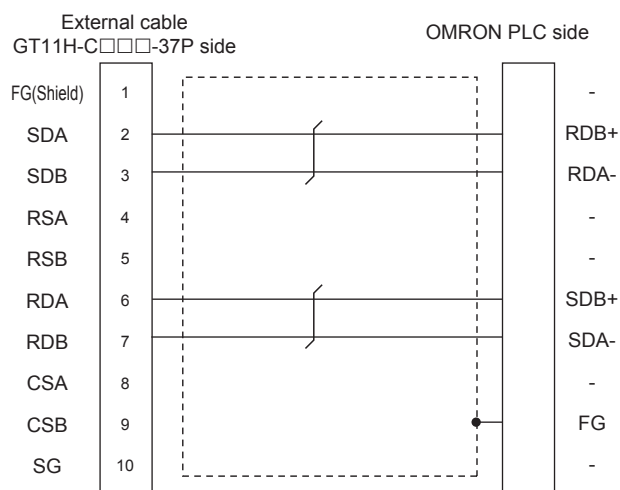 External cable
GT11H-C□□□-37P side
OMRON PLC side
FG(Shield) 1 -
SDA 2 RDB+
SDB 3 RDA-
RSA 4 -
RSB 5 -
RDA 6 SDB+
RDB 7 SDA-
CSA 8 -
CSB 9 FG
SG 10 -